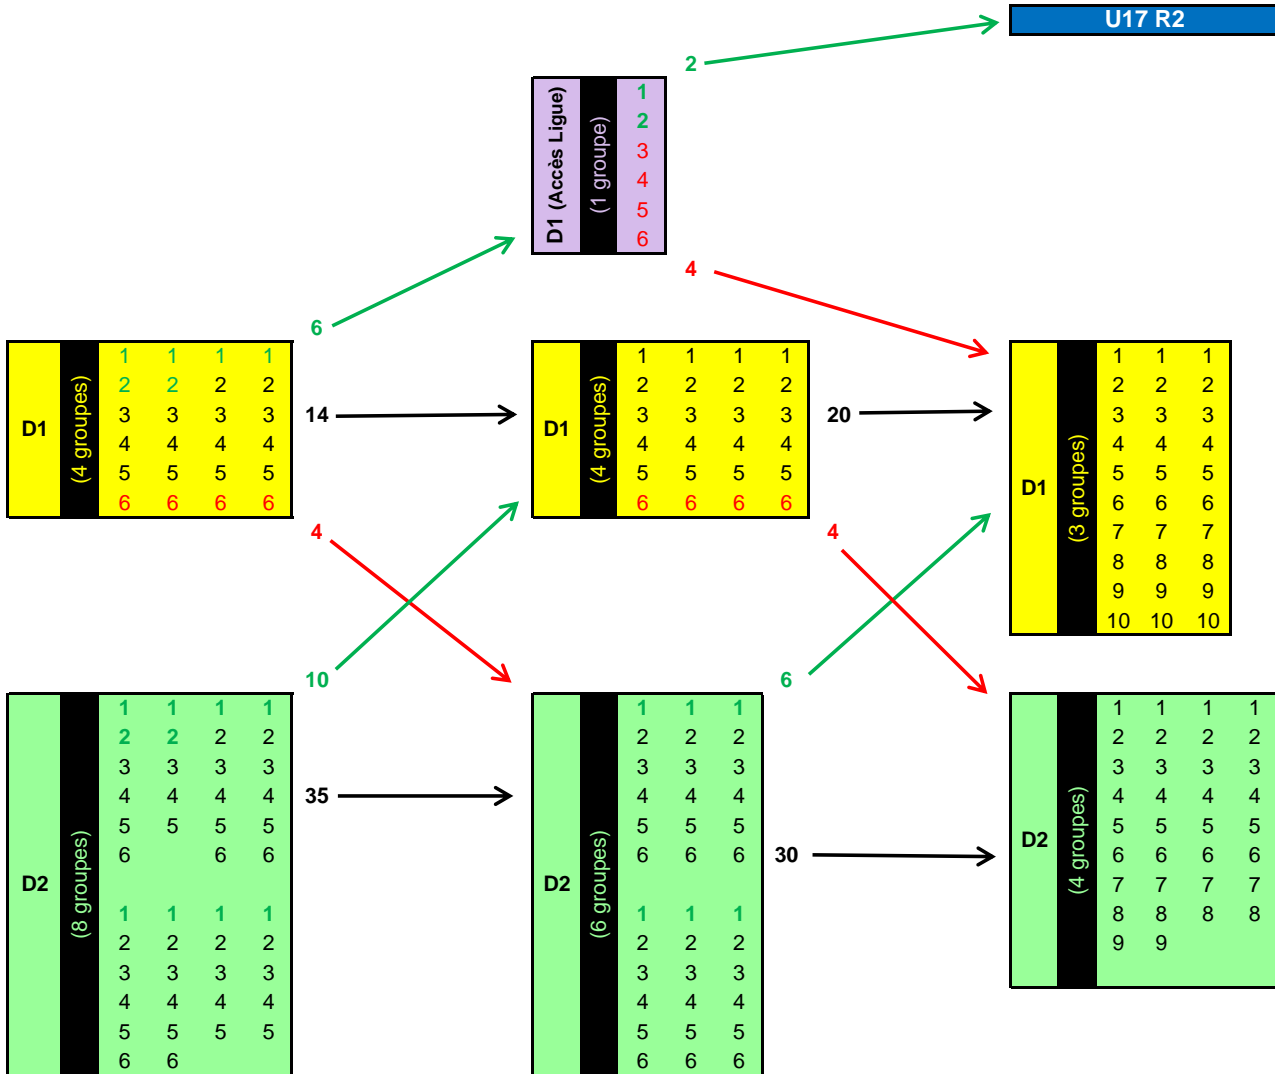 U17 R2
2
D1 (Accès Ligue)
(1 groupe)
1
2
3
4
5
6
4
6
D1
(4 groupes)
1 1 1 1
2 2 2 2
3 3 3 3
4 4 4 4
5 5 5 5
6 6 6 6
14
4
D1
(4 groupes)
1 1 1 1
2 2 2 2
3 3 3 3
4 4 4 4
5 5 5 5
6 6 6 6
20
4
D1
(3 groupes)
1 1 1
2 2 2
3 3 3
4 4 4
5 5 5
6 6 6
7 7 7
8 8 8
9 9 9
10 10 10
10
D2
(8 groupes)
1 1 1 1
2 2 2 2
3 3 3 3
4 4 4 4
5 5 5 5
6 6 6
1 1 1 1
2 2 2 2
3 3 3 3
4 4 4 4
5 5 5 5
6 6
35
D2
(6 groupes)
1 1 1
2 2 2
3 3 3
4 4 4
5 5 5
6 6 6
1 1 1
2 2 2
3 3 3
4 4 4
5 5 5
6 6 6
6
30
D2
(4 groupes)
1 1 1 1
2 2 2 2
3 3 3 3
4 4 4 4
5 5 5 5
6 6 6 6
7 7 7 7
8 8 8 8
9 9